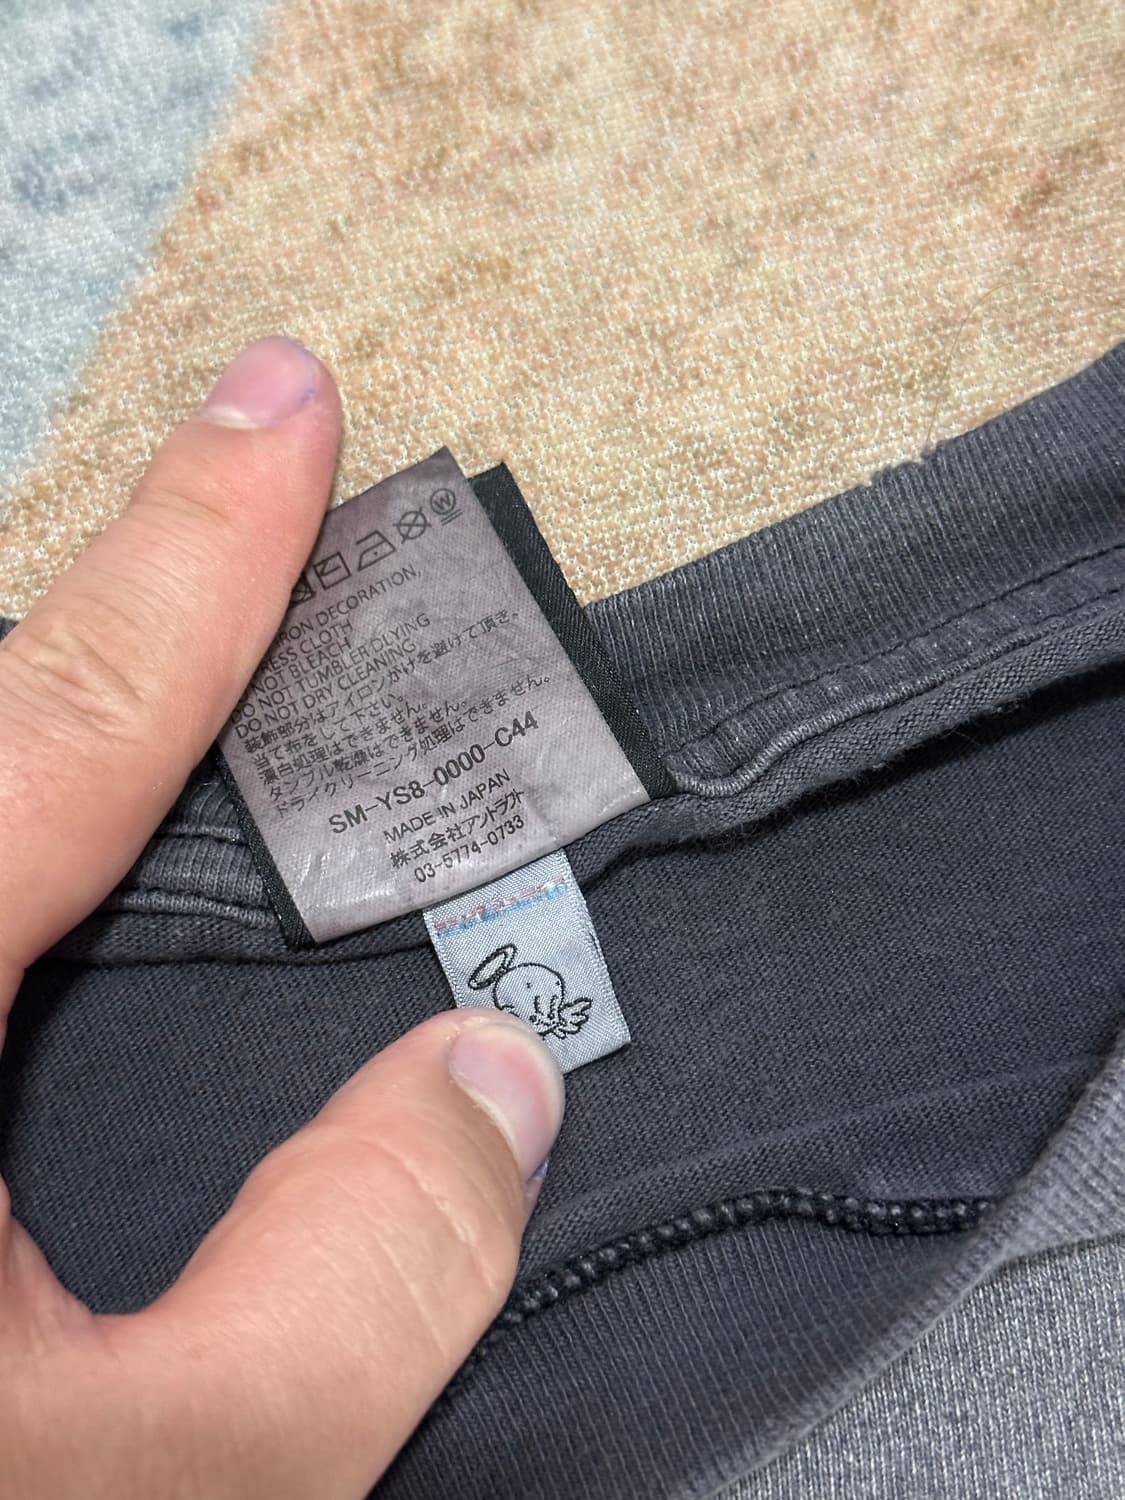 IRON DECORATION,
PRESS CLOTH
NOT BLEACH
DO NOT TUMBLER DLYING
DO NOT DRY CLEANING
装飾部分はアイロンがけを避けて頂き。
当て布をして下さい。
漂白処理はできません。
タンブル乾燥はできません。
ドライクリーニング処理はできません。
SM-YS8-0000-C44
MADE IN JAPAN
株式会社アントラフト
03-5774-0733